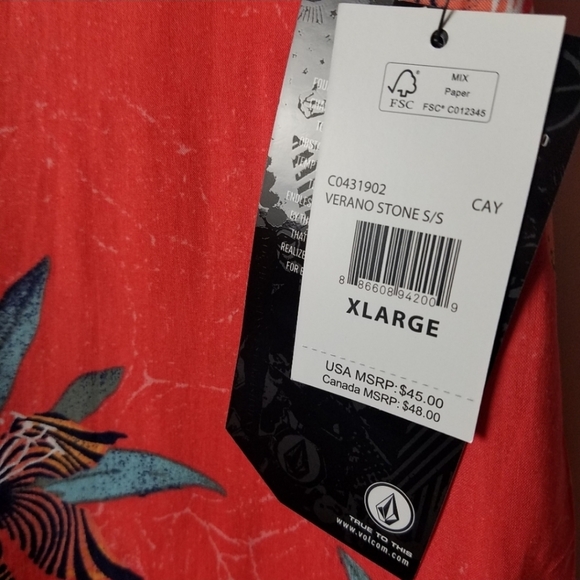 MIX
Paper
FSC® C012345
FSC
C0431902
VERANO STONE S/S
CAY
8 86608 94200 9
XLARGE
USA MSRP: $45.00
Canada MSRP: $48.00
TRUE TO THIS
www.volcom.com